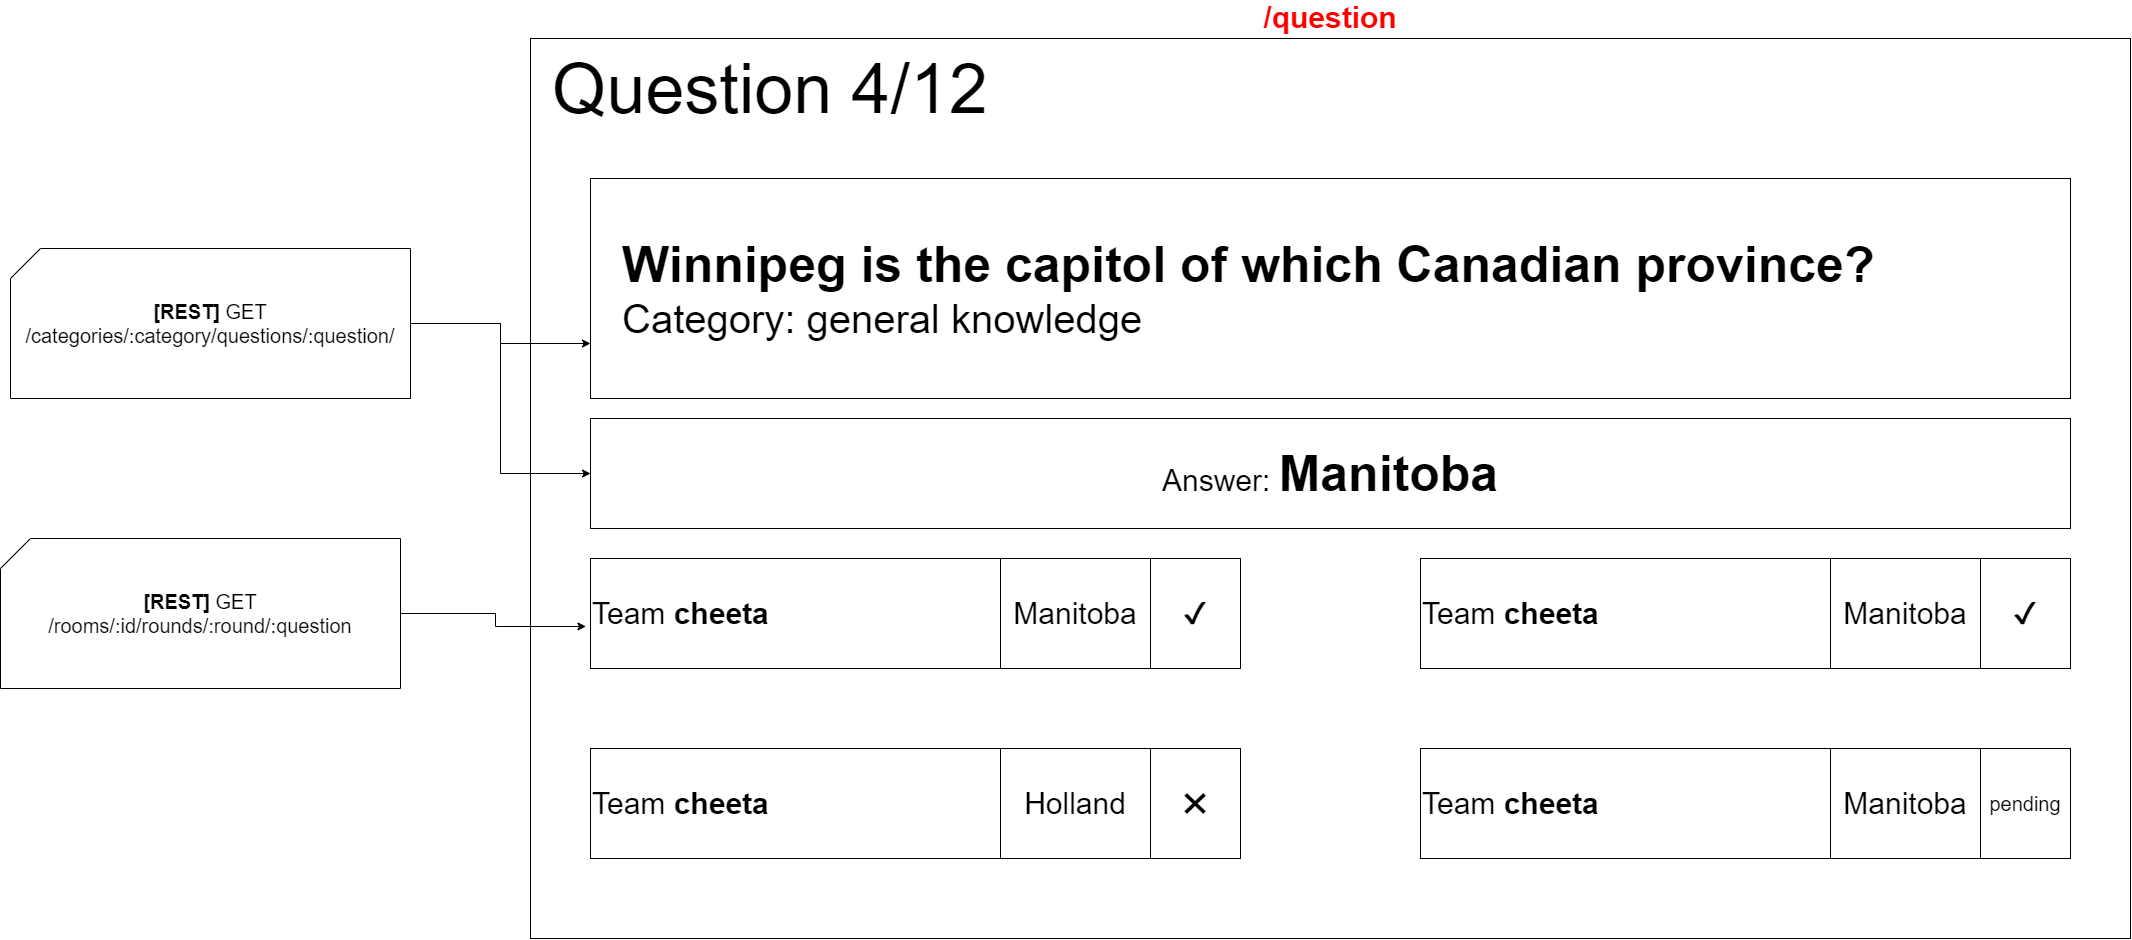 /question
Question 4/12
Winnipeg is the capitol of which Canadian province?
Category: general knowledge
[REST] GET
/categories/:category/questions/:question/
Answer: Manitoba
[REST] GET
/rooms/:id/rounds/:round/:question
Team cheeta Manitoba ✓
Team cheeta Manitoba ✓
Team cheeta Holland ✕
Team cheeta Manitoba pending